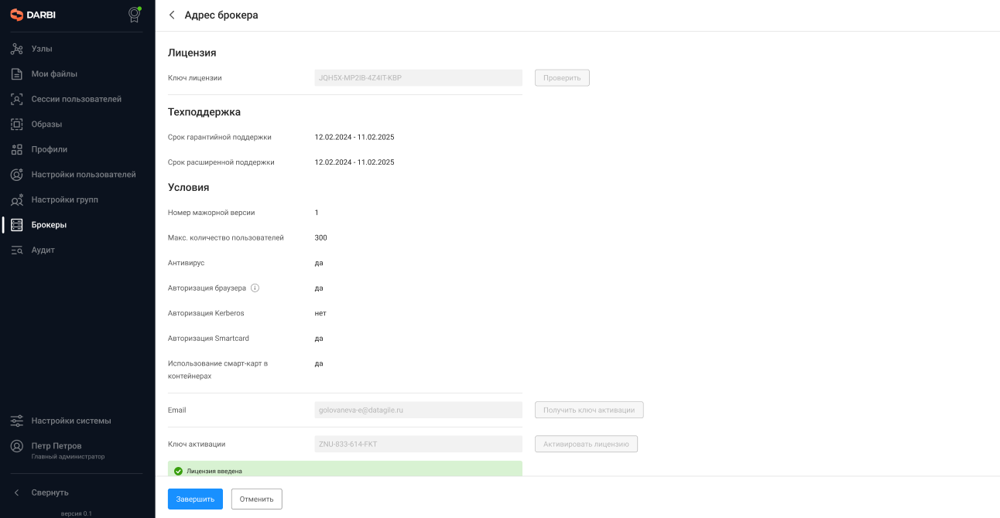 DARBI
Узлы
Мои файлы
Сессии пользователей
Образы
Профили
Настройки пользователей
Настройки групп
Брокеры
Аудит
Настройки системы
Петр Петров
Главный администратор
Свернуть
версия 0.1
Адрес брокера
Лицензия
Ключ лицензии JQH5X-MP2IB-4Z4IT-KBP Проверить
Техподдержка
Срок гарантийной поддержки 12.02.2024 - 11.02.2025
Срок расширенной поддержки 12.02.2024 - 11.02.2025
Условия
Номер мажорной версии 1
Макс. количество пользователей 300
Антивирус да
Авторизация браузера да
Авторизация Kerberos нет
Авторизация Smartcard да
Использование смарт-карт в да
контейнерах
Email golovaneva-e@datagile.ru Получить ключ активации
Ключ активации ZNU-833-614-FKT Активировать лицензию
Лицензия введена
Завершить Отменить